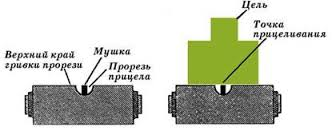 Верхний край
гривки прорези
Мушка
Прорезь
прицела
Цель
Точка
прицеливания